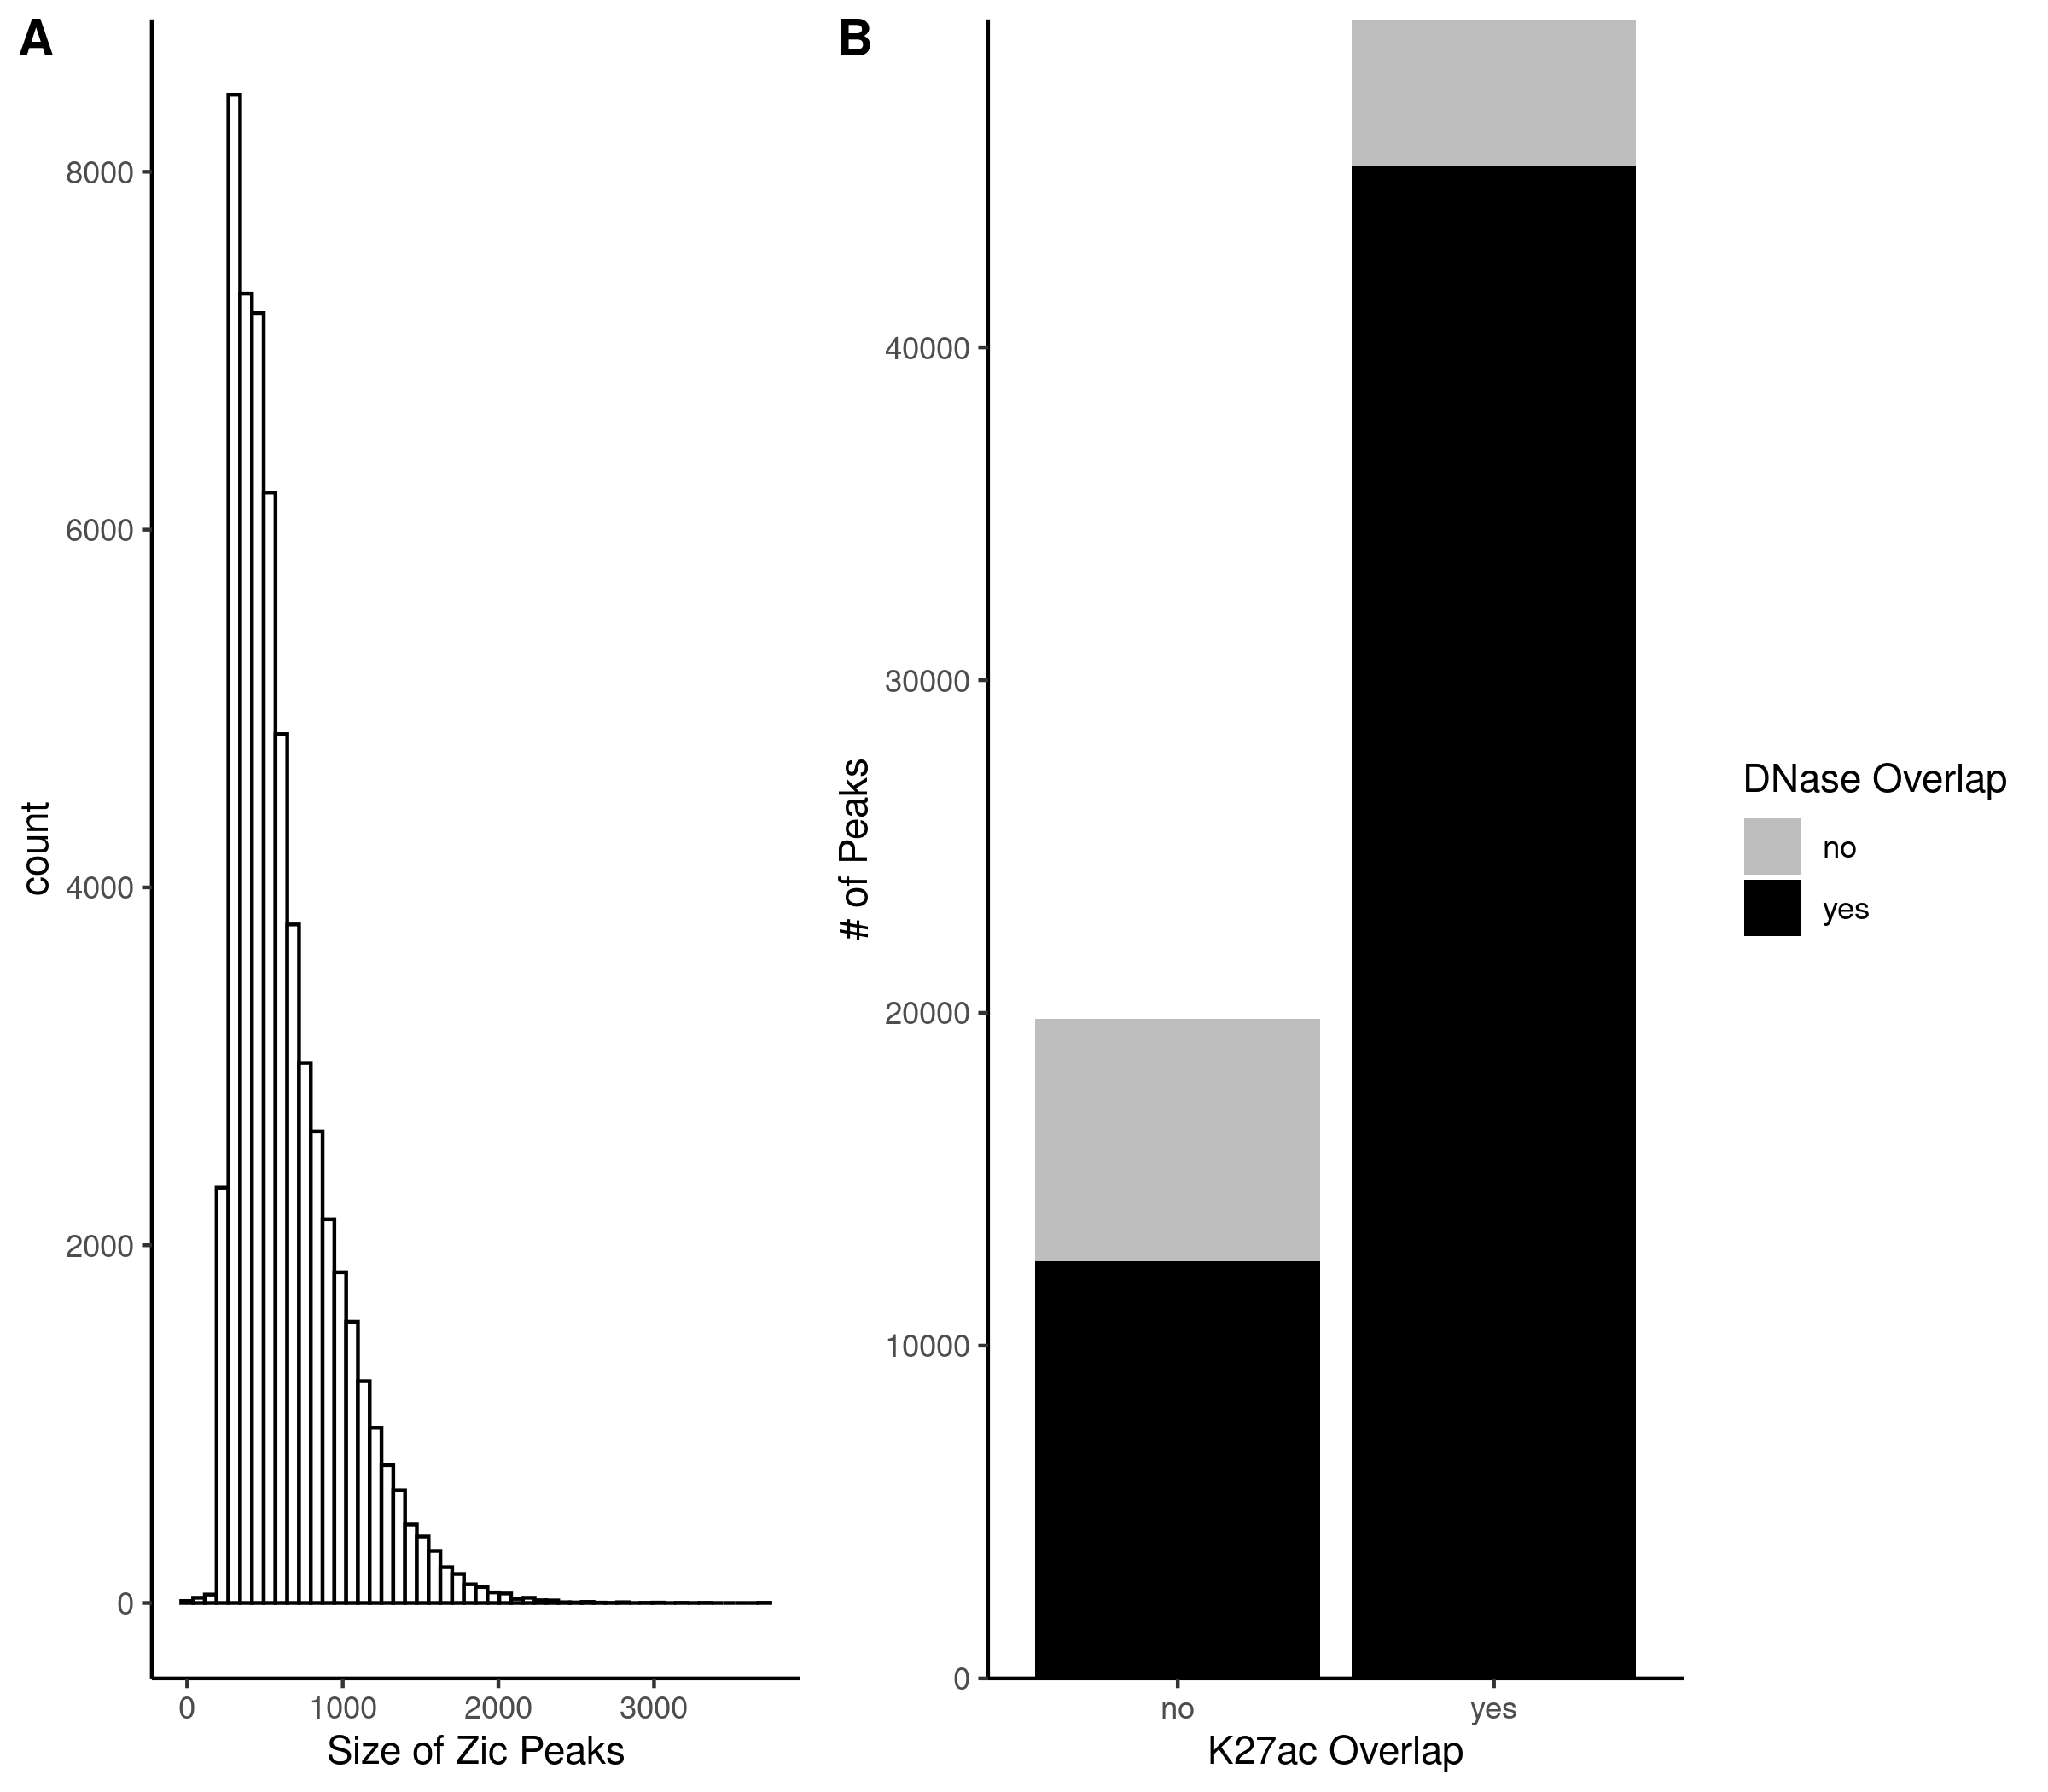 A
count
8000
6000
4000
2000
0
0 1000 2000 3000
Size of Zic Peaks
B
# of Peaks
40000
30000
20000
10000
0
no yes
K27ac Overlap
DNase Overlap
no
yes